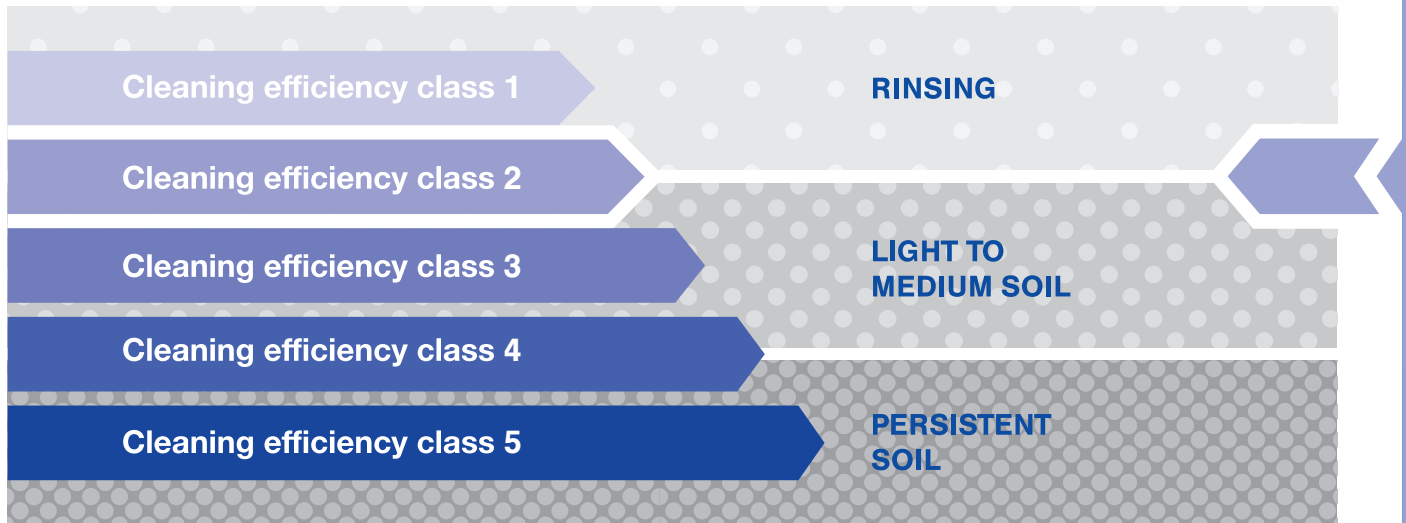 Cleaning efficiency class 1
RINSING
Cleaning efficiency class 2
Cleaning efficiency class 3
LIGHT TO
MEDIUM SOIL
Cleaning efficiency class 4
Cleaning efficiency class 5
PERSISTENT
SOIL